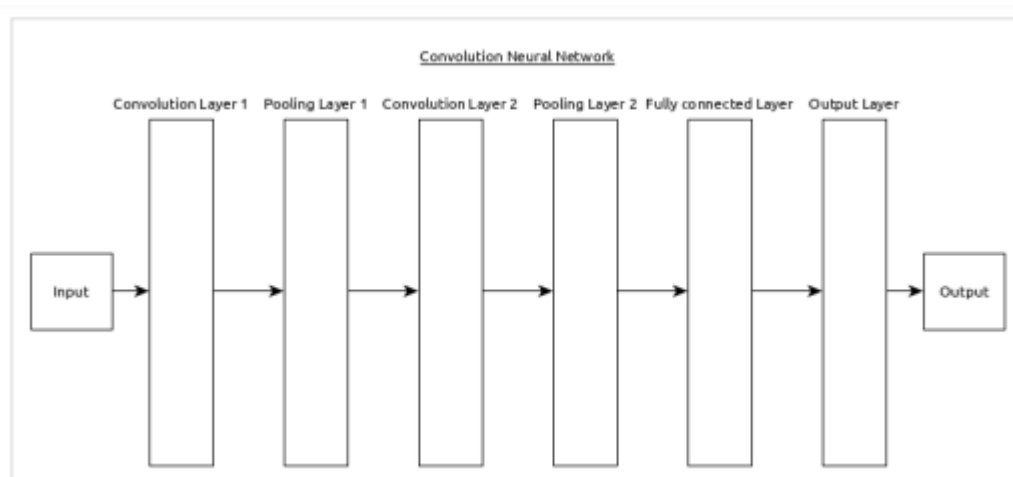 Convolution Neural Network
Convolution Layer 1 Pooling Layer 1 Convolution Layer 2 Pooling Layer 2 Fully connected Layer Output Layer
Input Output